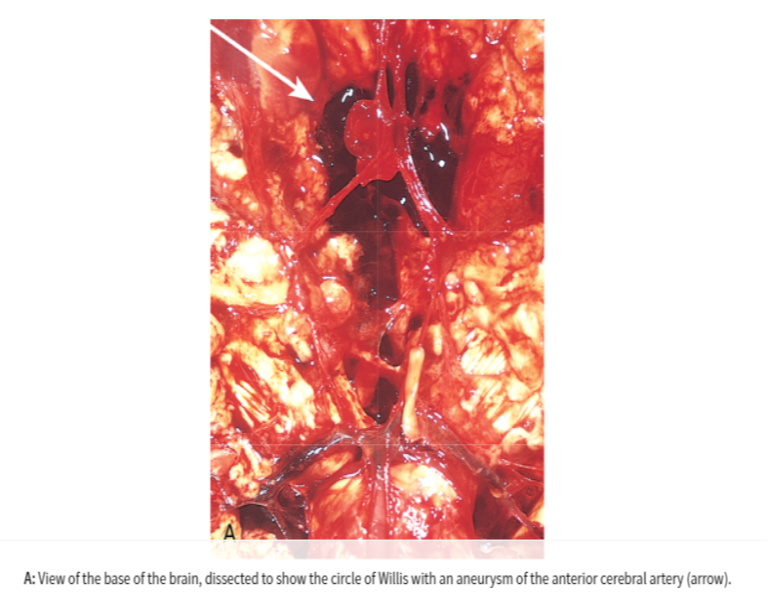 A
A: View of the base of the brain, dissected to show the circle of Willis with an aneurysm of the anterior cerebral artery (arrow).